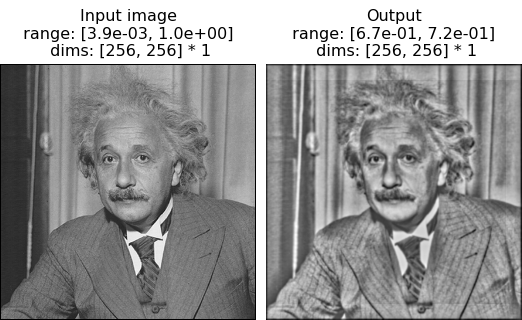 Input image
range: [3.9e-03, 1.0e+00]
dims: [256, 256] * 1
Output
range: [6.7e-01, 7.2e-01]
dims: [256, 256] * 1